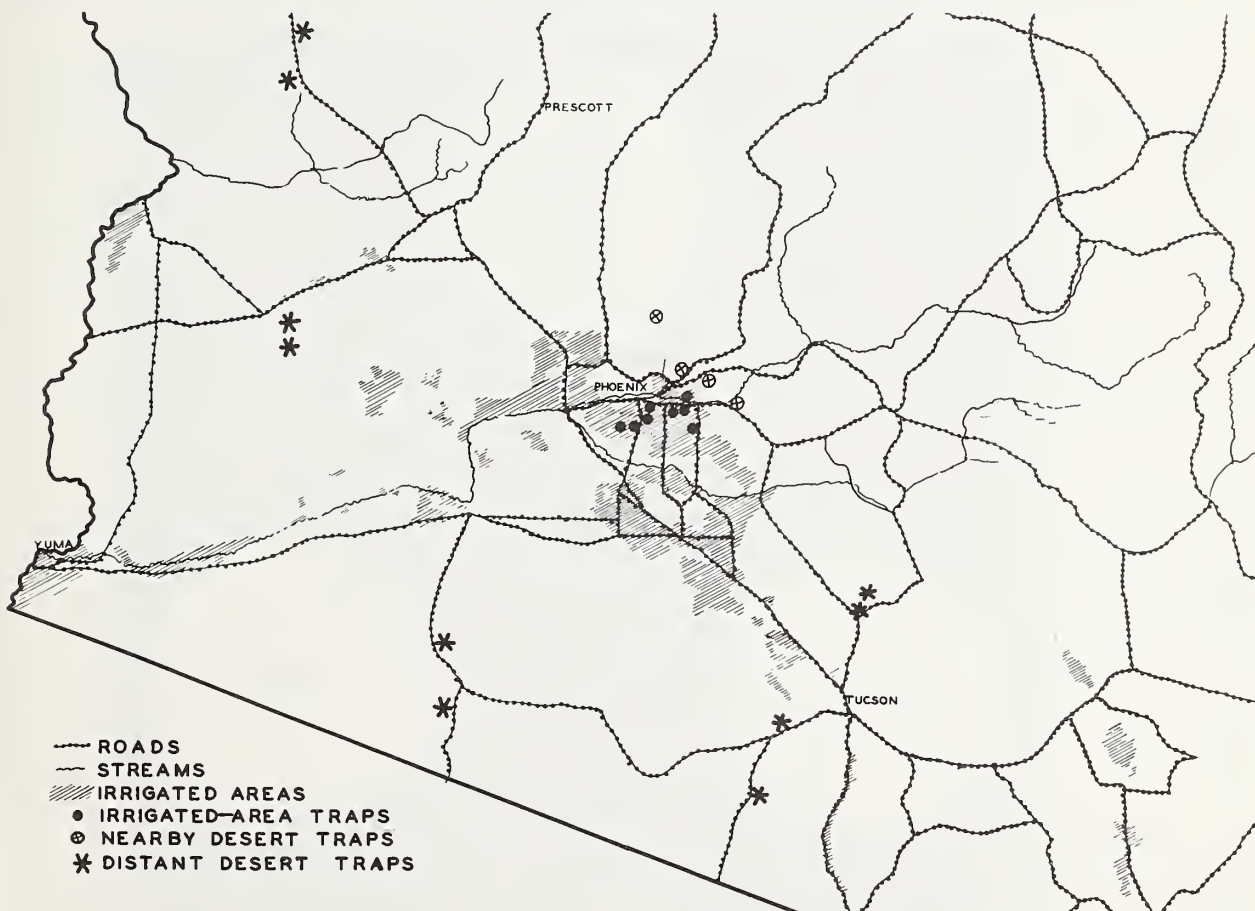 PRESCOTT
PHOENIX
YUMA
TUCSON
ROADS
STREAMS
IRRIGATED AREAS
IRRIGATED-AREA TRAPS
NEARBY DESERT TRAPS
DISTANT DESERT TRAPS